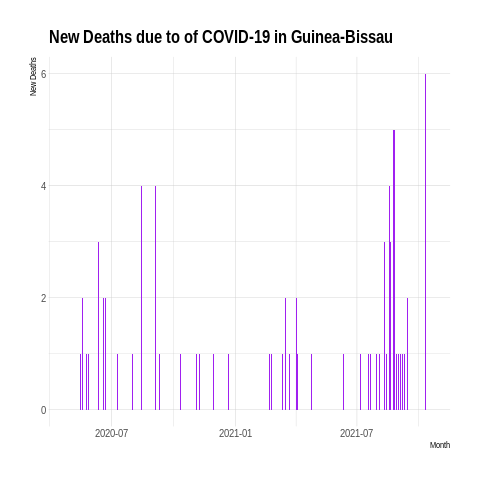 New Deaths due to of COVID-19 in Guinea-Bissau
New Deaths
6
4
2
0
2020-07
2021-01
2021-07
Month